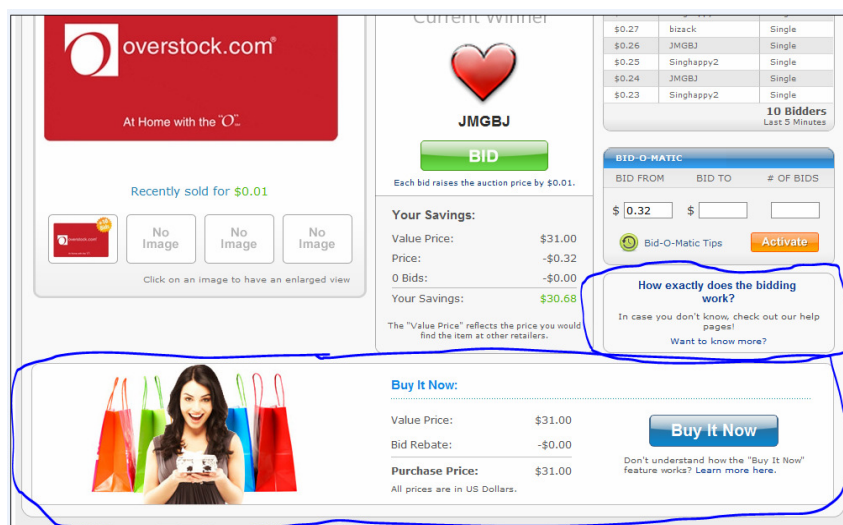 overstock.com®
At Home with the "O".™
Recently sold for $0.01
No Image
No Image
No Image
Click on an image to have an enlarged view
Current Winner
JMGBJ
BID
Each bid raises the auction price by $0.01.
Your Savings:
Value Price: $31.00
Price: -$0.32
0 Bids: -$0.00
Your Savings: $30.68
The "Value Price" reflects the price you would
find the item at other retailers.
$0.27 bizack Single
$0.26 JMGBJ Single
$0.25 Singhappy2 Single
$0.24 JMGBJ Single
$0.23 Singhappy2 Single
10 Bidders
Last 5 Minutes
BID-O-MATIC
BID FROM BID TO # OF BIDS
$ 0.32 $
Bid-O-Matic Tips Activate
How exactly does the bidding
work?
In case you don't know, check out our help
pages!
Want to know more?
Buy It Now:
Value Price: $31.00
Bid Rebate: -$0.00
Purchase Price: $31.00
All prices are in US Dollars.
Buy It Now
Don't understand how the "Buy It Now"
feature works? Learn more here.